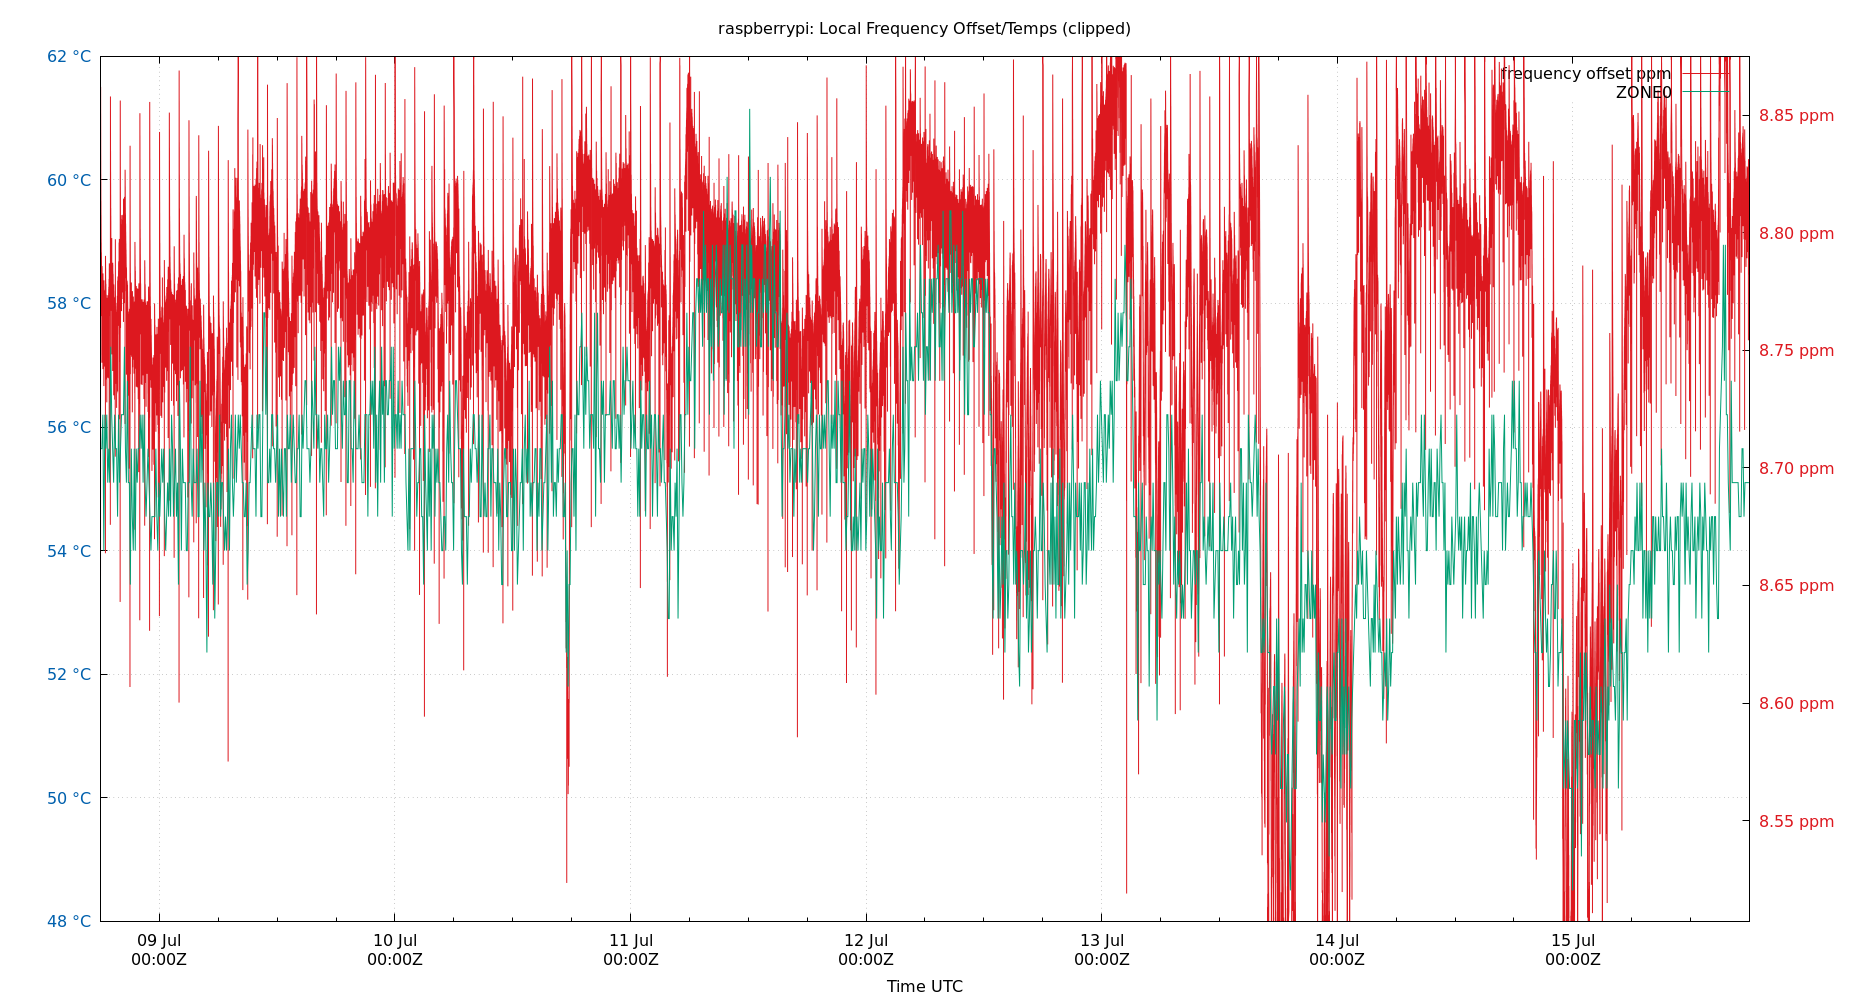 raspberrypi: Local Frequency Offset/Temps (clipped)
62 °C
60 °C
58 °C
56 °C
54 °C
52 °C
50 °C
48 °C
frequency offset ppm
ZONE0
8.85 ppm
8.80 ppm
8.75 ppm
8.70 ppm
8.65 ppm
8.60 ppm
8.55 ppm
09 Jul 10 Jul 11 Jul 12 Jul 13 Jul 14 Jul 15 Jul
00:00Z 00:00Z 00:00Z 00:00Z 00:00Z 00:00Z 00:00Z
Time UTC